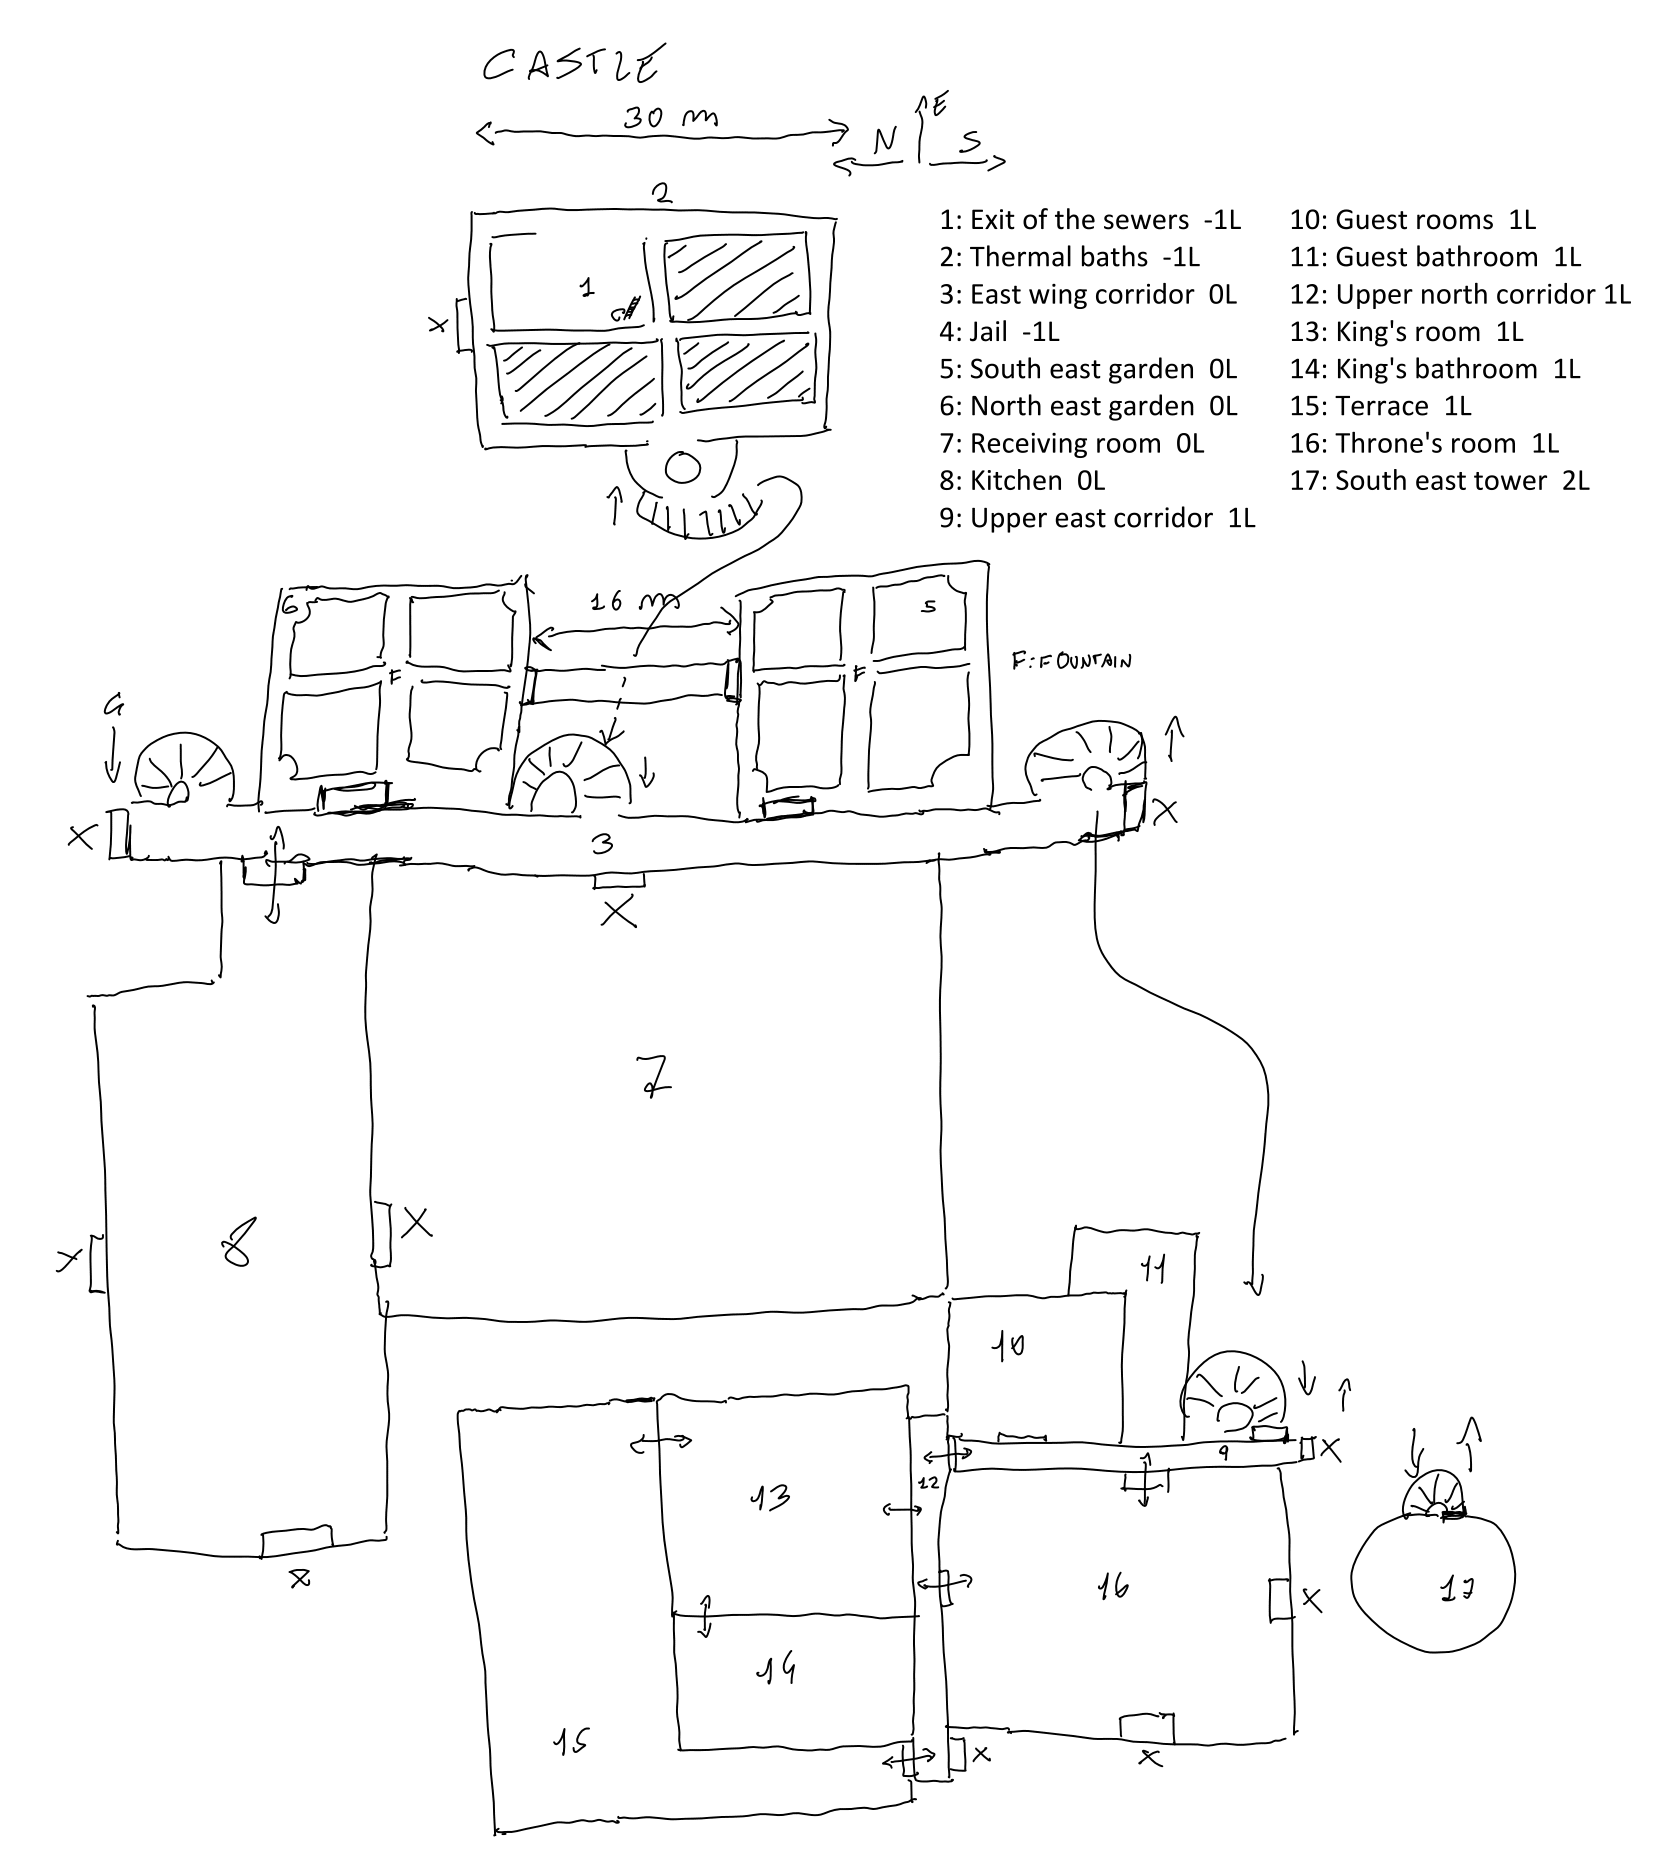 CASTLE
30 m
E
N
S
2
1: Exit of the sewers -1L
2: Thermal baths -1L
3: East wing corridor 0L
4: Jail -1L
5: South east garden 0L
6: North east garden 0L
7: Receiving room 0L
8: Kitchen 0L
9: Upper east corridor 1L
10: Guest rooms 1L
11: Guest bathroom 1L
12: Upper north corridor 1L
13: King's room 1L
14: King's bathroom 1L
15: Terrace 1L
16: Throne's room 1L
17: South east tower 2L
1
X
6
16 m
5
F
F
F: FOUNTAIN
X
3
X
X
7
8
X
X
X
11
10
9
X
12
13
16
X
17
14
15
X
X